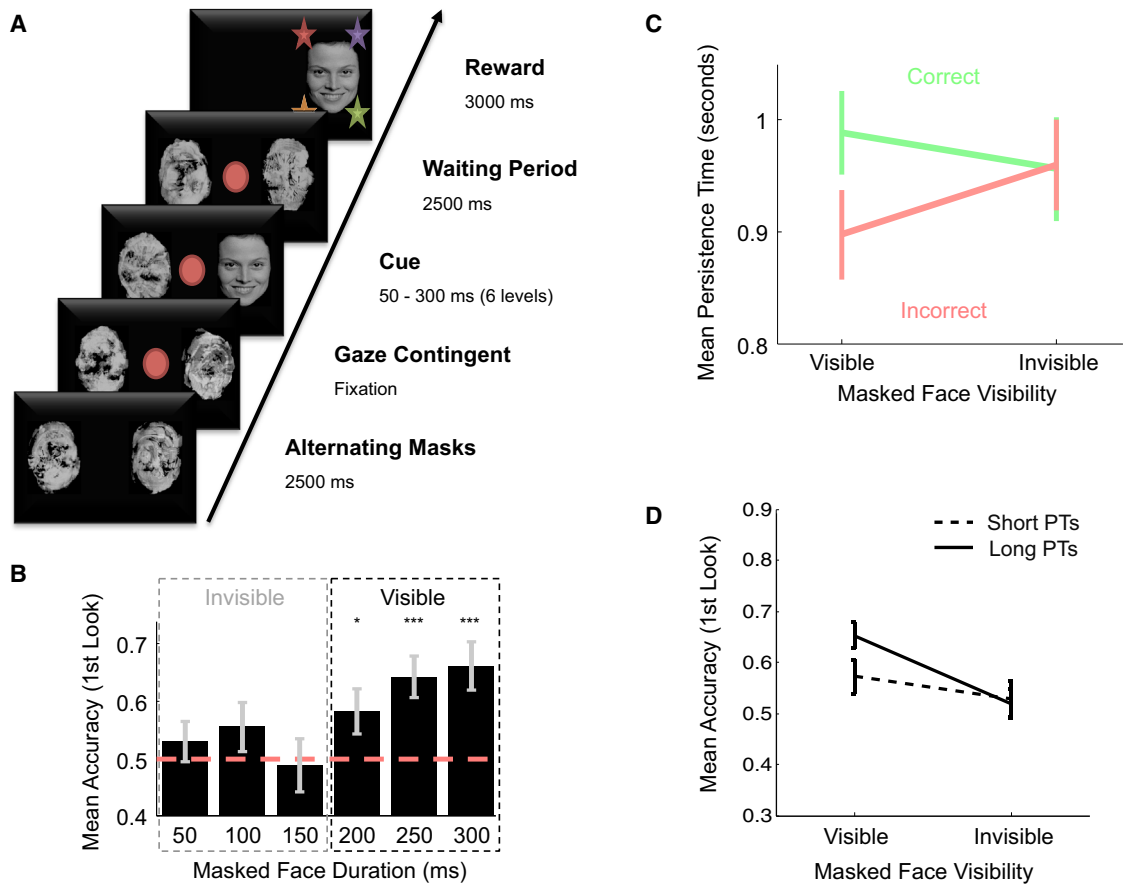 A
Reward
3000 ms
Waiting Period
2500 ms
Cue
50 - 300 ms (6 levels)
Gaze Contingent
Fixation
Alternating Masks
2500 ms
B
Mean Accuracy (1st Look)
0.7
0.6
0.5
0.4
Invisible
Visible
* *** ***
50 100 150 200 250 300
Masked Face Duration (ms)
C
Mean Persistence Time (seconds)
1
0.9
0.8
Correct
Incorrect
Visible Invisible
Masked Face Visibility
D
Mean Accuracy (1st Look)
0.9
0.8
0.7
0.6
0.5
0.4
0.3
Short PTs
Long PTs
Visible Invisible
Masked Face Visibility